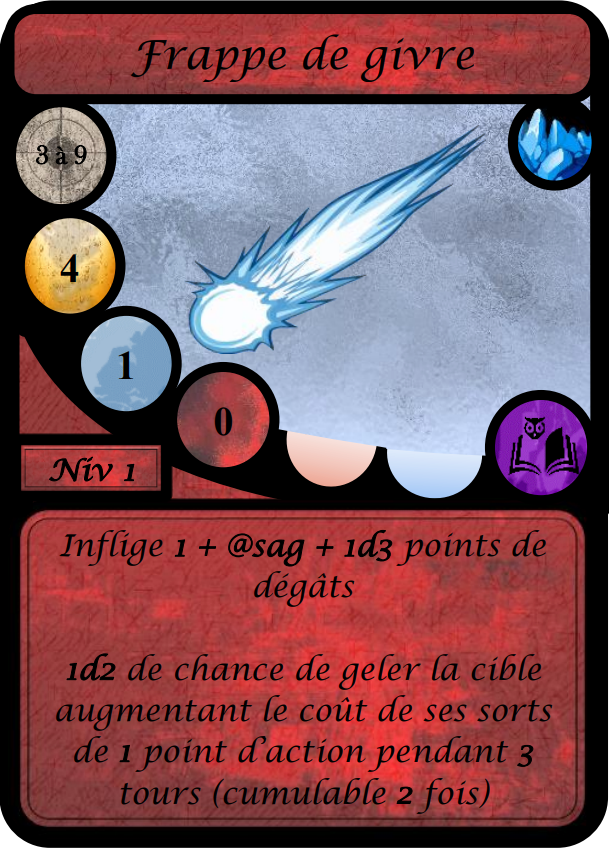 Frappe de givre
3 à 9
4
1
0
Niv 1
Inflige 1 + @sag + 1d3 points de
dégâts
1d2 de chance de geler la cible
augmentant le coût de ses sorts
de 1 point d'action pendant 3
tours (cumulable 2 fois)